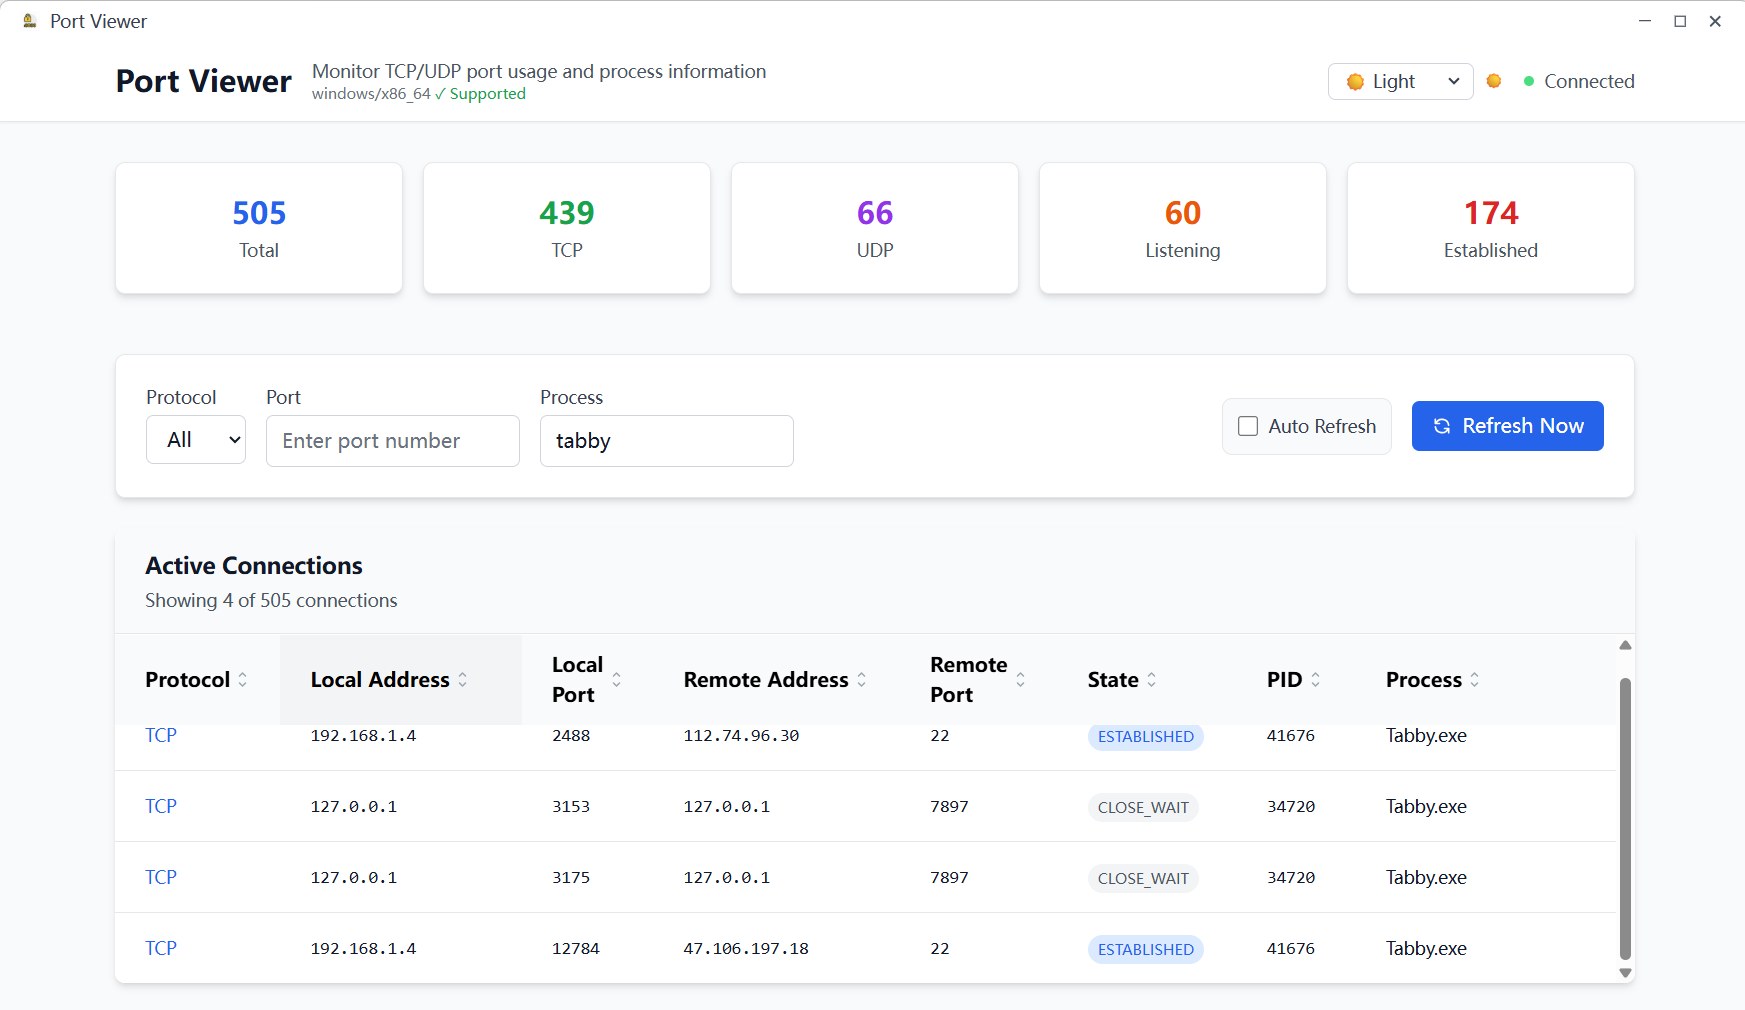 Port Viewer
Port Viewer
Monitor TCP/UDP port usage and process information
windows/x86_64 ✓ Supported
Light
Connected
505
Total
439
TCP
66
UDP
60
Listening
174
Established
Protocol
Port
Process
All
Enter port number
tabby
Auto Refresh
Refresh Now
Active Connections
Showing 4 of 505 connections
Protocol Local Address Local Port Remote Address Remote Port State PID Process
TCP 192.168.1.4 2488 112.74.96.30 22 ESTABLISHED 41676 Tabby.exe
TCP 127.0.0.1 3153 127.0.0.1 7897 CLOSE_WAIT 34720 Tabby.exe
TCP 127.0.0.1 3175 127.0.0.1 7897 CLOSE_WAIT 34720 Tabby.exe
TCP 192.168.1.4 12784 47.106.197.18 22 ESTABLISHED 41676 Tabby.exe